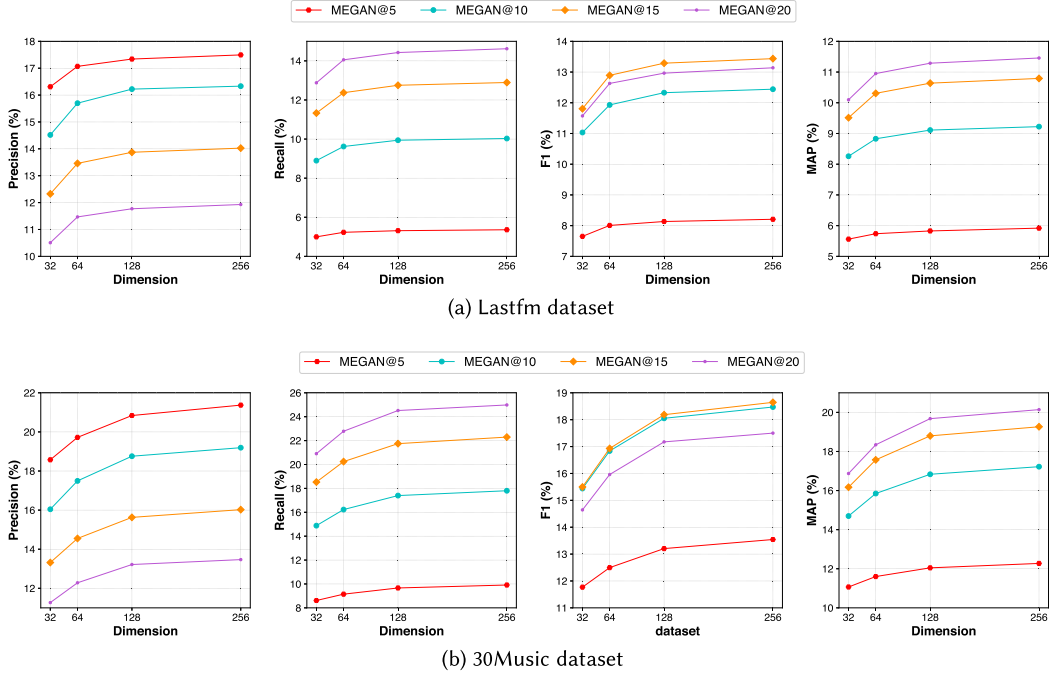 MEGAN@5 MEGAN@10 MEGAN@15 MEGAN@20
18
17
16
15
14
13
12
11
10
Precision (%)
32 64 128 256
Dimension
14
12
10
8
6
4
Recall (%)
32 64 128 256
Dimension
14
13
12
11
10
9
8
7
F1 (%)
32 64 128 256
Dimension
12
11
10
9
8
7
6
5
MAP (%)
32 64 128 256
Dimension
(a) Lastfm dataset
MEGAN@5 MEGAN@10 MEGAN@15 MEGAN@20
22
20
18
16
14
12
Precision (%)
32 64 128 256
Dimension
26
24
22
20
18
16
14
12
10
8
Recall (%)
32 64 128 256
Dimension
19
18
17
16
15
14
13
12
11
F1 (%)
32 64 128 256
dataset
20
18
16
14
12
10
MAP (%)
32 64 128 256
Dimension
(b) 30Music dataset